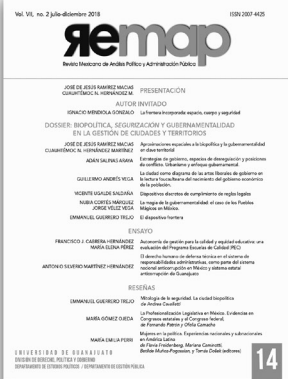 Vol. VII, no. 2 julio-diciembre 2018 ISSN 2007-4425
Remap
Revista Mexicana de Análisis Político y Administración Pública
JOSÉ DE JESÚS RAMÍREZ MACIAS
CUAUHTÉMOC N. HERNÁNDEZ M. PRESENTACIÓN
AUTOR INVITADO
IGNACIO MENDIOLA GONZALO La frontera incorporada: espacio, cuerpo y seguridad
DOSSIER: BIOPOLÍTICA, SEGURIZACIÓN Y GUBERNAMENTALIDAD
EN LA GESTIÓN DE CIUDADES Y TERRITORIOS
JOSÉ DE JESUS RAMÍREZ MACIAS Aproximaciones espaciales a la biopolítica y la gubernamentalidad
CUAUHTÉMOC N. HERNÁNDEZ MARTÍNEZ en clave territorial
ADÁN SALINAS ARAYA Estrategias de gobierno, espacios de desregulación y posiciones
de conflicto. Urbanismo y enfoque gubernamental.
GUILLERMO ANDRÉS VEGA La ciudad como diagrama de las artes liberales de gobierno en
la lectura foucaultiana del nacimiento del gobierno económico
de la población.
VICENTE UGALDE SALDAÑA Dispositivos discretos de cumplimiento de reglas legales
NUBIA CORTÉS MÁRQUEZ La magia de la gubernamentalidad: el caso de los Pueblos
JORGE VÉLEZ VEGA Mágicos en México.
EMMANUEL GUERRERO TREJO El dispositivo frontera
ENSAYO
FRANCISCO J. CABRERA HERNÁNDEZ Autonomía de gestión para la calidad y equidad educativa: una
MARÍA ELENA PÉREZ evaluación del Programa Escuelas de Calidad (PEC)
ANTONIO SILVERIO MARTÍNEZ HERNÁNDEZ El derecho humano de defensa técnica en el sistema de
responsabilidades administrativas, como parte del sistema
nacional anticorrupción en México y sistema estatal
anticorrupción de Guanajuato
RESEÑAS
EMMANUEL GUERRERO TREJO Mitología de la seguridad. La ciudad biopolítica
de Andrea Cavalletti
MARÍA GÓMEZ OJEDA La Profesionalización Legislativa en México. Evidencias en
Congresos estatales y el Congreso federal,
de Fernando Patrón y Ofelia Camacho
MARÍA EMILIA PERRI Mujeres en la política. Experiencias nacionales y subnacionales
en América Latina
de Flavia Freidenberg, Mariana Caminotti,
Betilde Muñoz-Pogossian, y Tomáš Došek (editores)
UNIVERSIDAD DE GUANAJUATO
DIVISIÓN DE DERECHO, POLÍTICA Y GOBIERNO
DEPARTAMENTO DE ESTUDIOS POLÍTICOS / DEPARTAMENTO DE GESTIÓN PÚBLICA
14